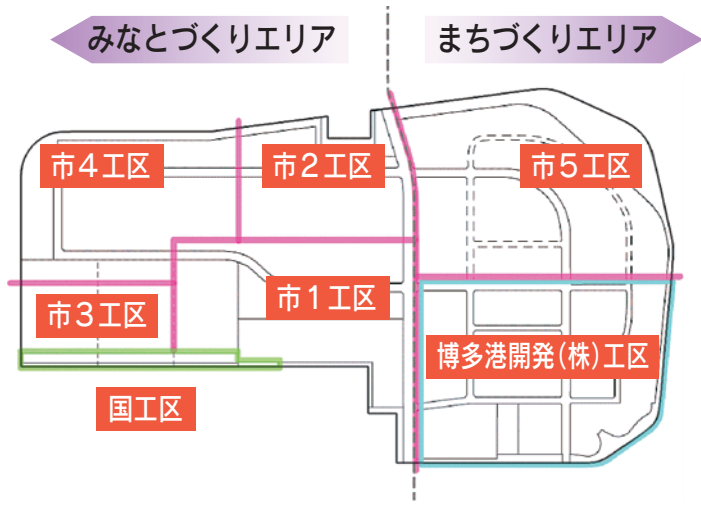 みなとづくりエリア
まちづくりエリア
市4工区
市2工区
市5工区
市3工区
市1工区
博多港開発(株)工区
国工区